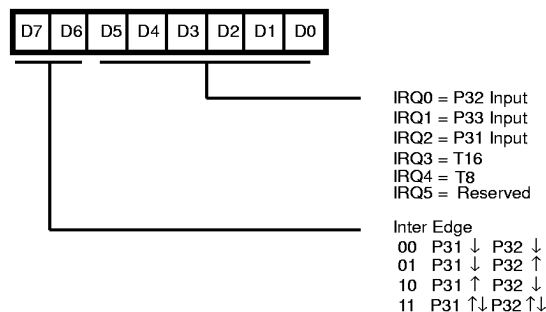 D7 D6 D5 D4 D3 D2 D1 D0
IRQ0 = P32 Input
IRQ1 = P33 Input
IRQ2 = P31 Input
IRQ3 = T16
IRQ4 = T8
IRQ5 = Reserved
Inter Edge
00 P31 ↓ P32 ↓
01 P31 ↓ P32 ↑
10 P31 ↑ P32 ↓
11 P31 ↑↓ P32 ↑↓